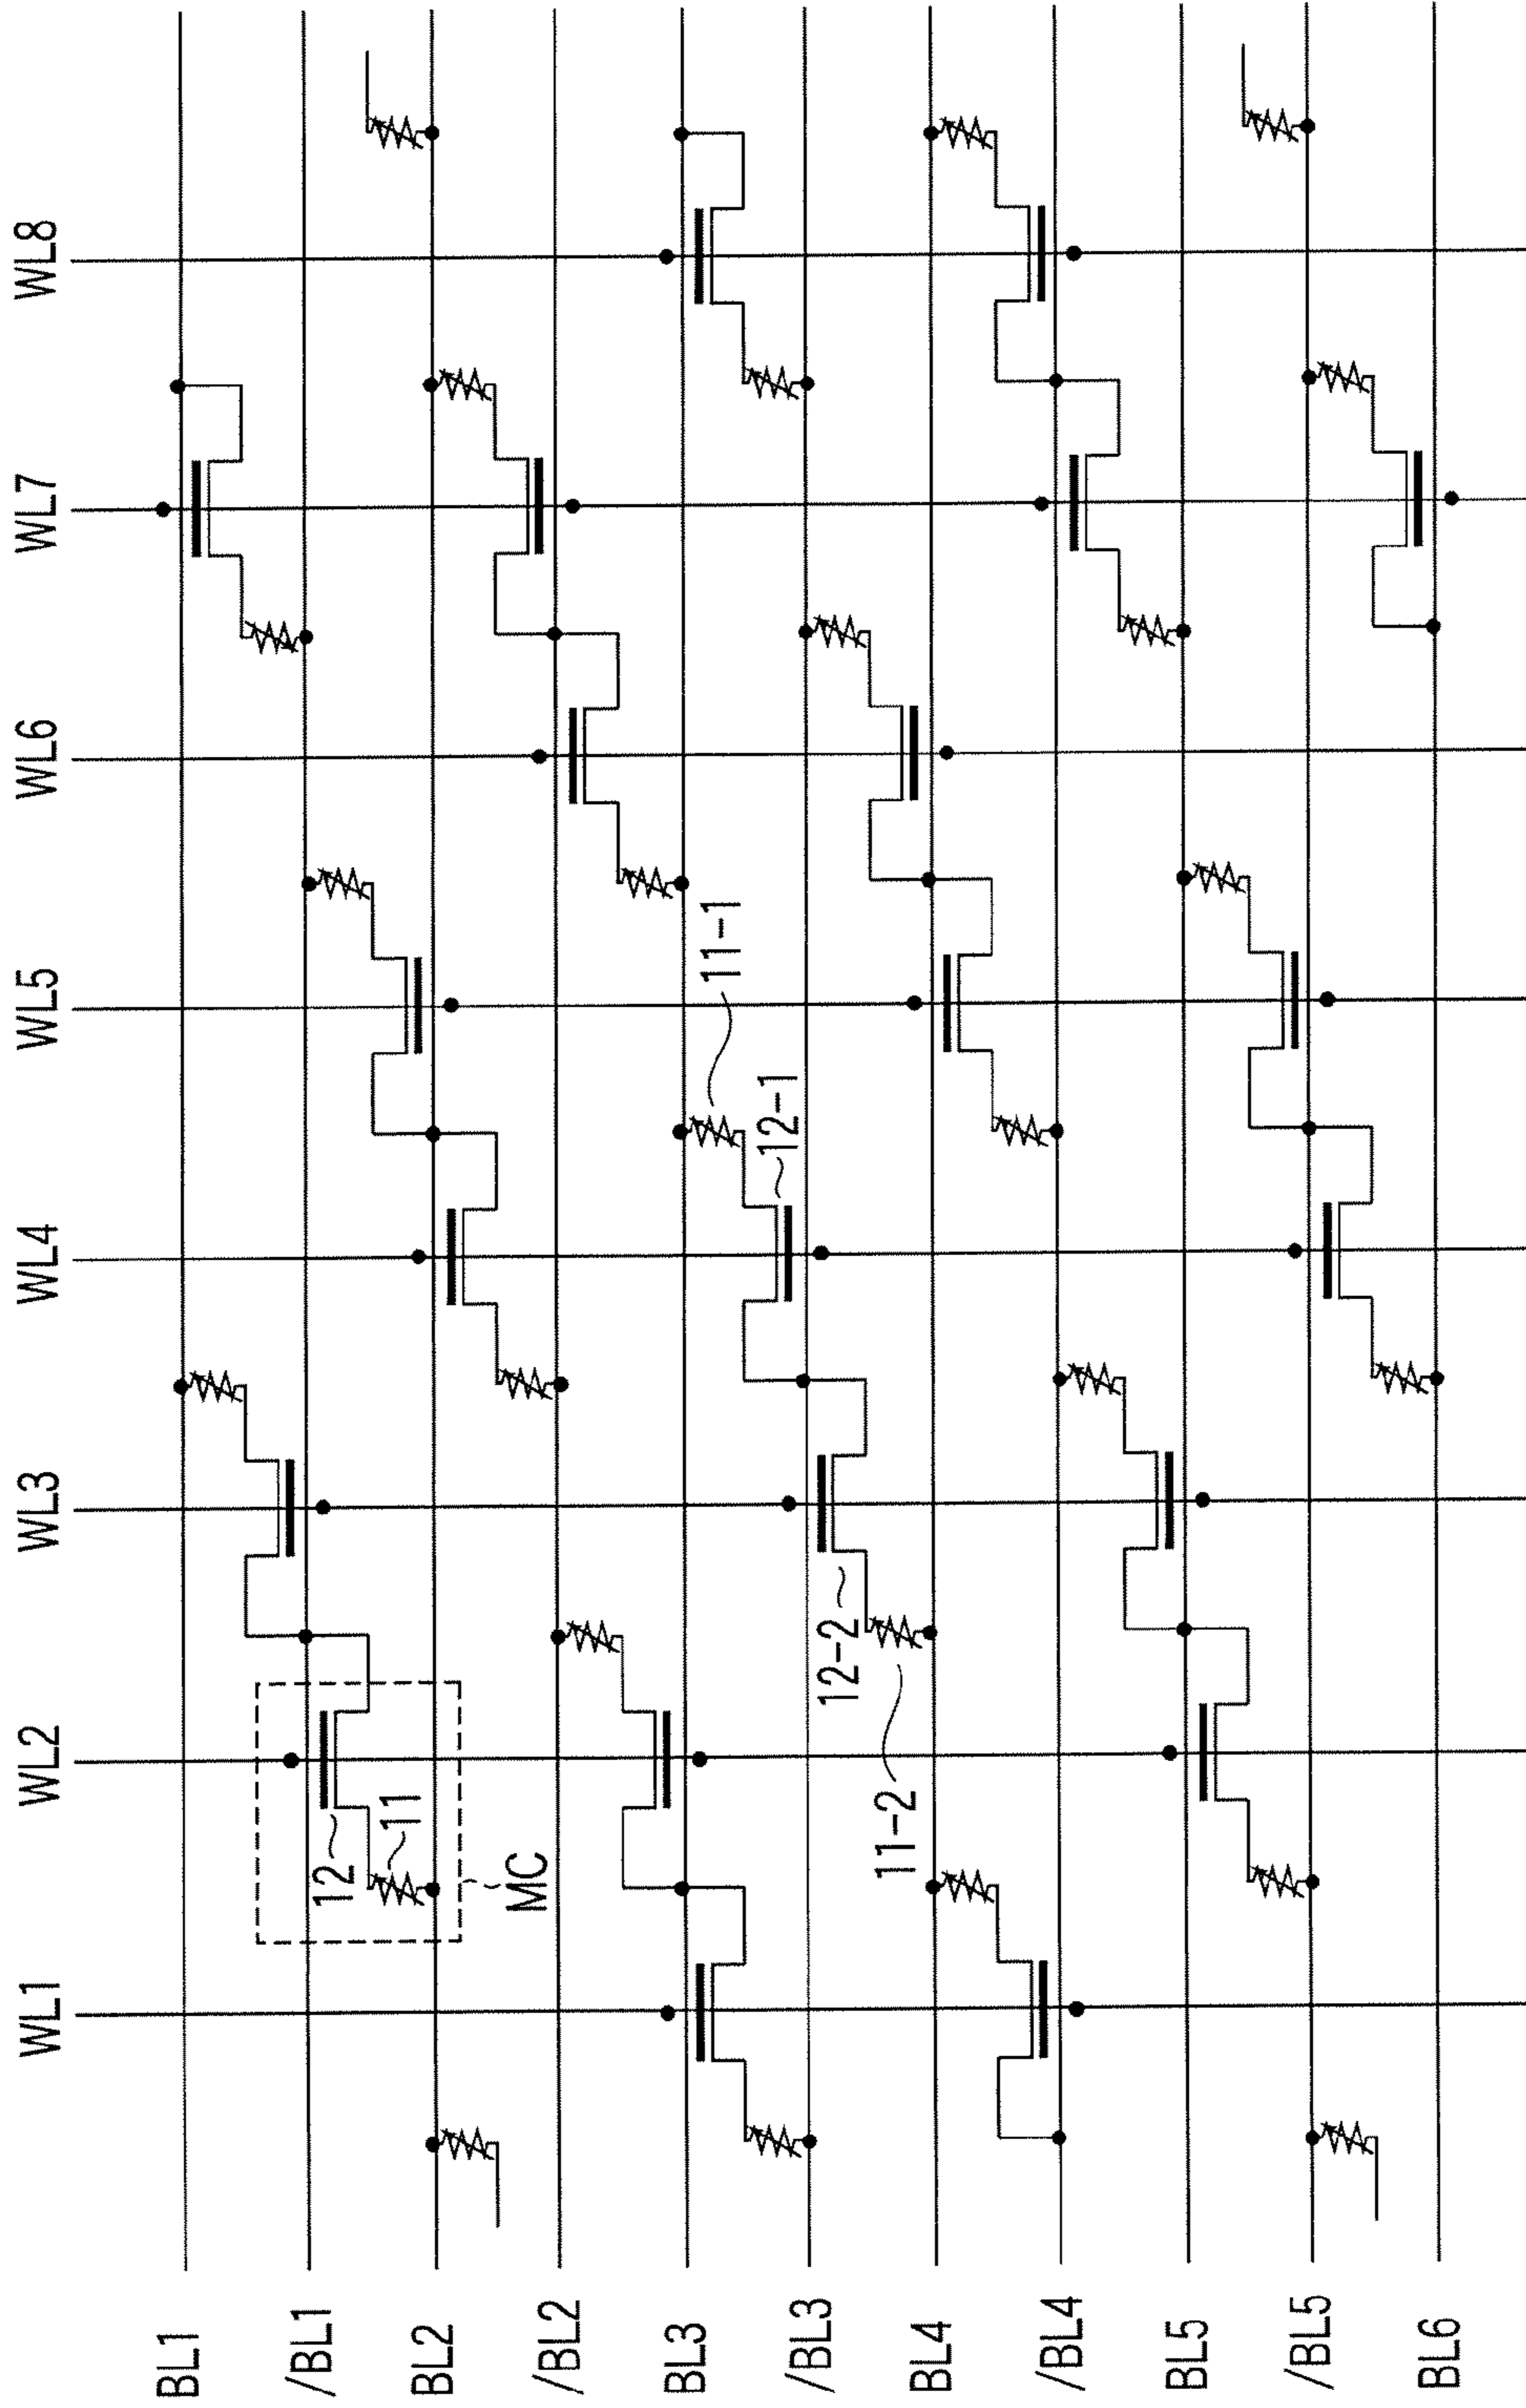 WL1
WL2
WL3
WL4
WL5
WL6
WL7
WL8
BL1
/BL1
BL2
/BL2
BL3
/BL3
BL4
/BL4
BL5
/BL5
BL6
12
11
MC
11-1
12-1
12-2
11-2